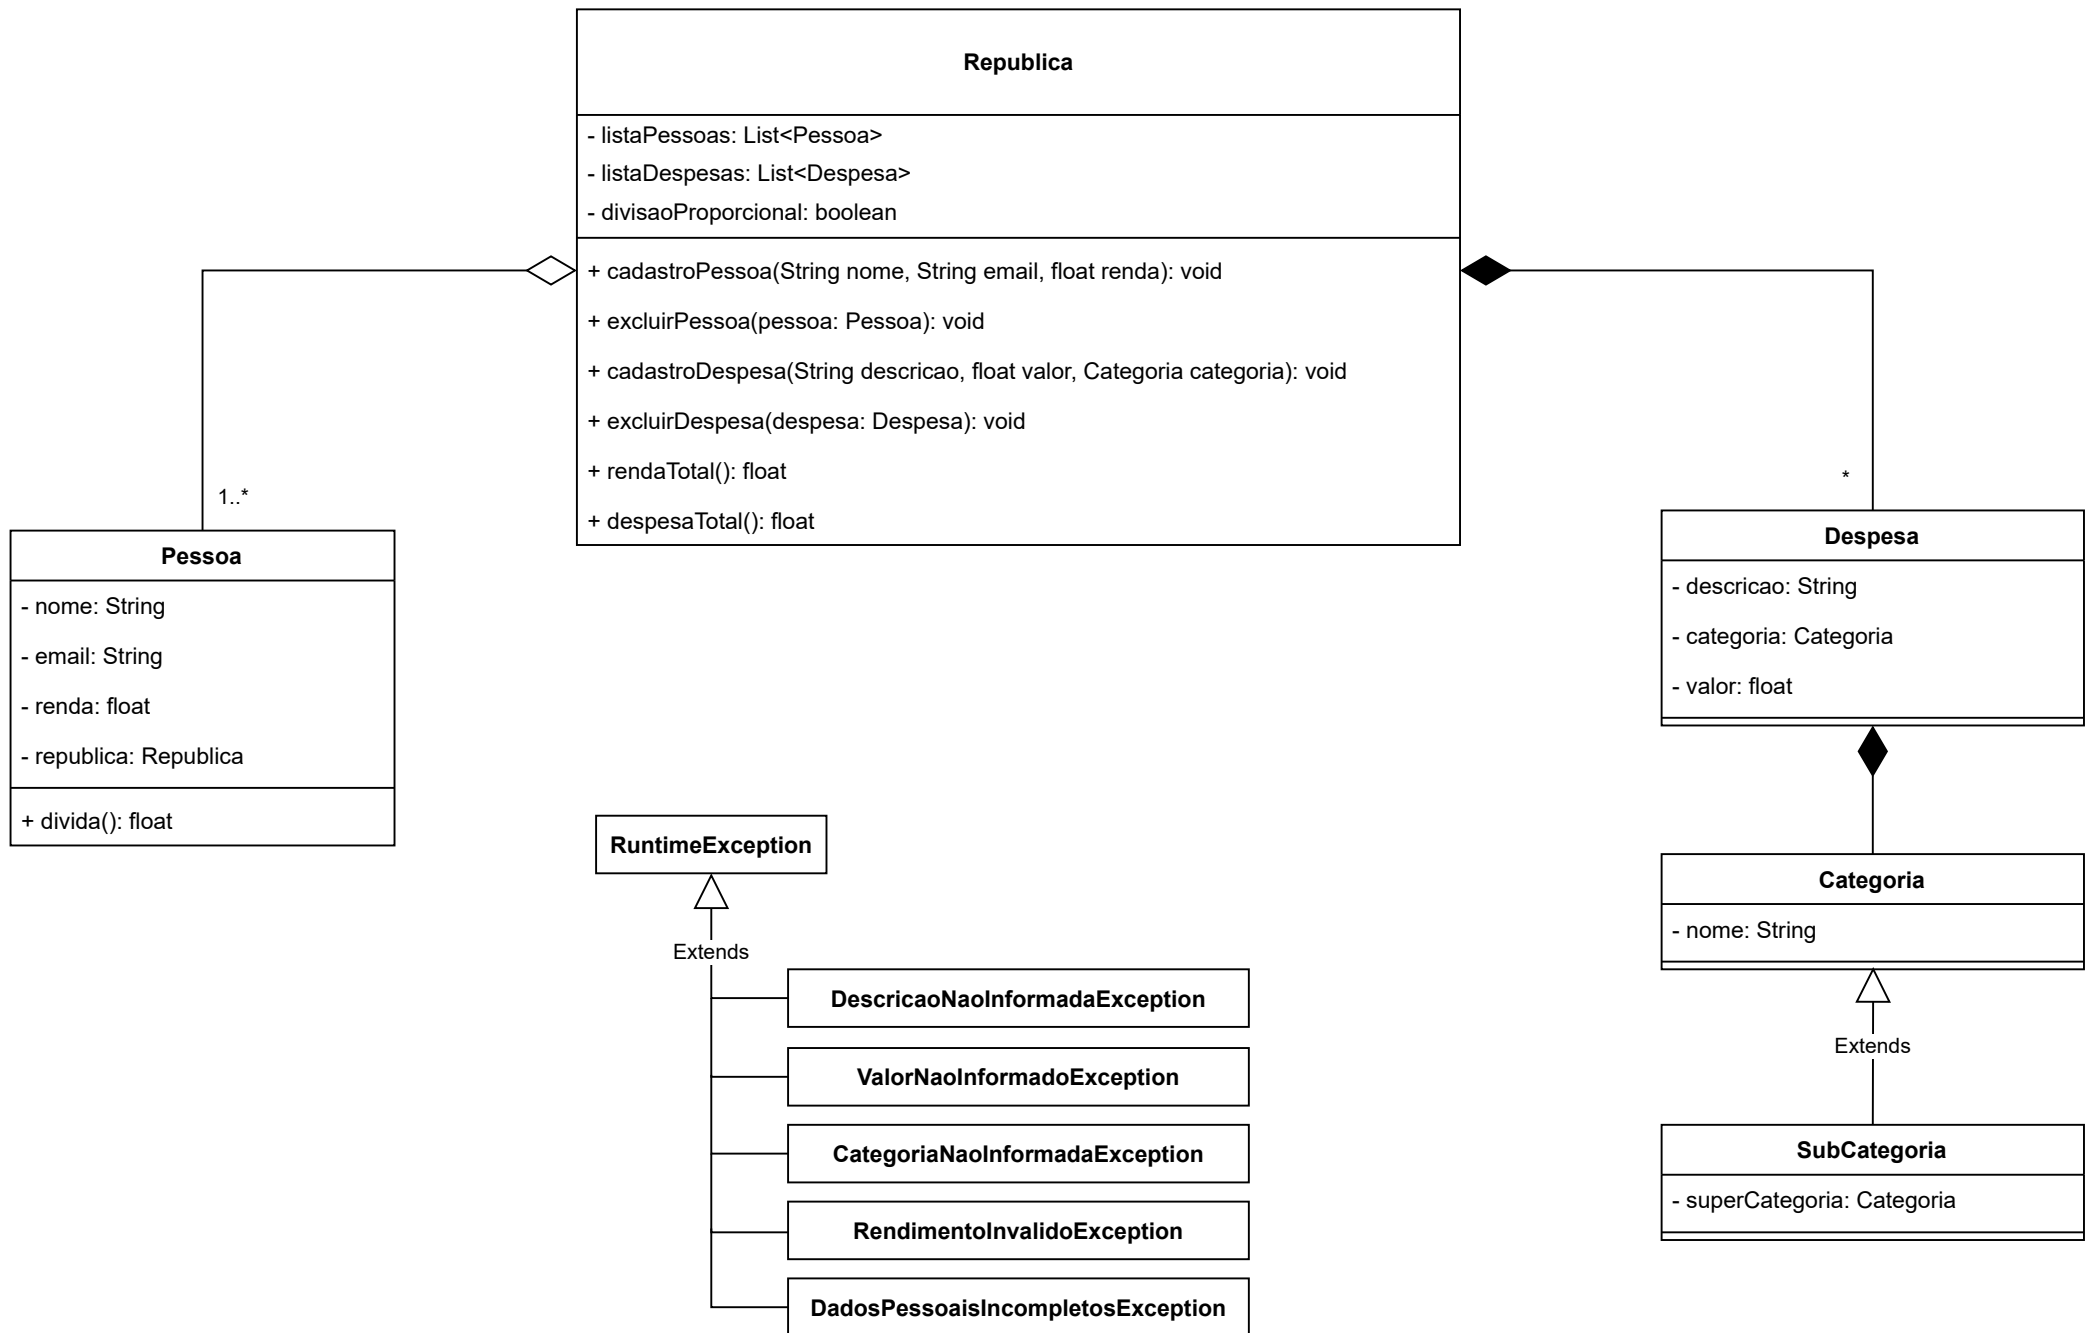 Republica
- listaPessoas: List<Pessoa>
- listaDespesas: List<Despesa>
- divisaoProporcional: boolean
+ cadastroPessoa(String nome, String email, float renda): void
+ excluirPessoa(pessoa: Pessoa): void
+ cadastroDespesa(String descricao, float valor, Categoria categoria): void
+ excluirDespesa(despesa: Despesa): void
+ rendaTotal(): float
+ despesaTotal(): float
1..*
*
Pessoa
- nome: String
- email: String
- renda: float
- republica: Republica
+ divida(): float
Despesa
- descricao: String
- categoria: Categoria
- valor: float
RuntimeException
Extends
DescricaoNaoInformadaException
ValorNaoInformadoException
CategoriaNaoInformadaException
RendimentoInvalidoException
DadosPessoaisIncompletosException
Categoria
- nome: String
Extends
SubCategoria
- superCategoria: Categoria